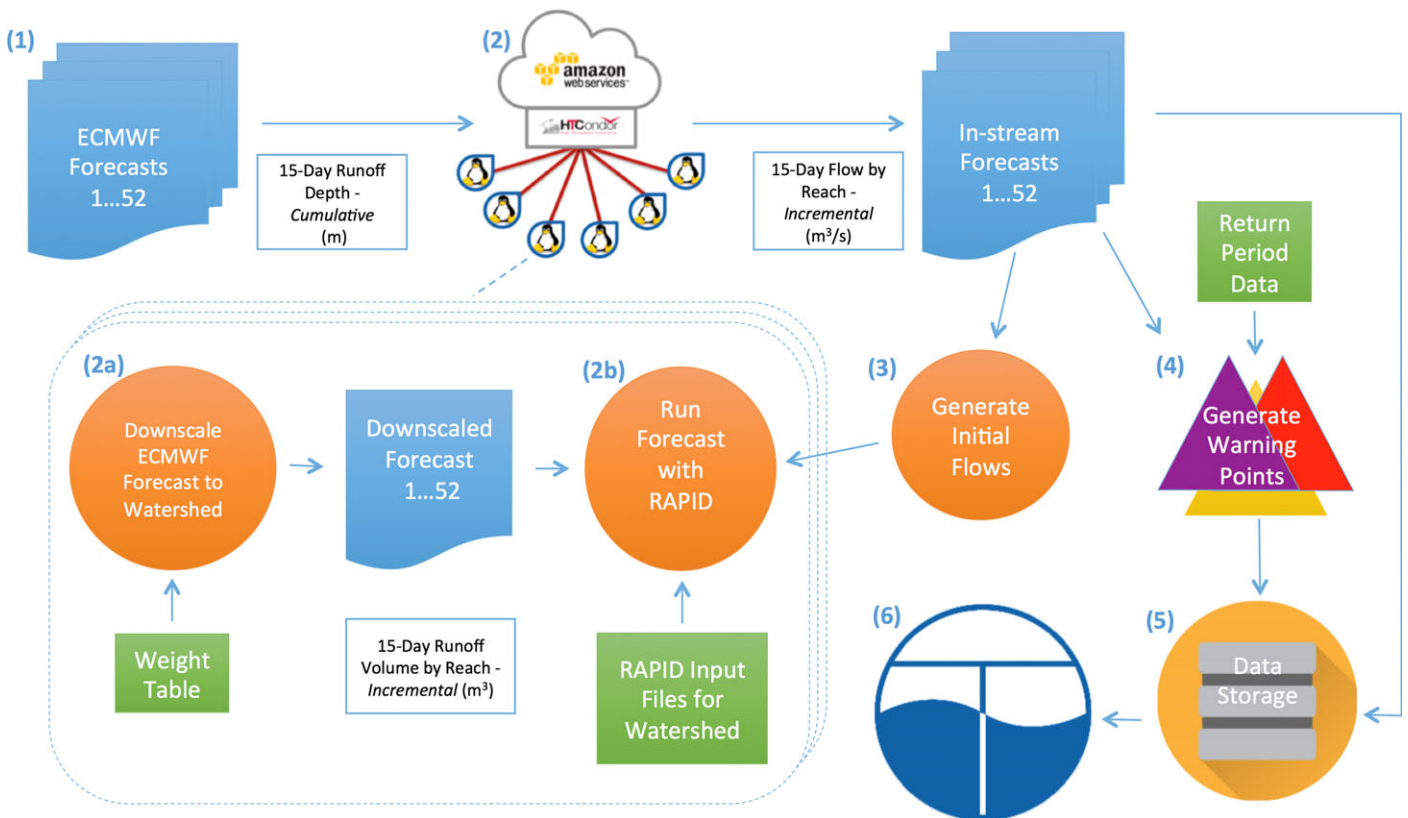 (1)
ECMWF
Forecasts
1...52
15-Day Runoff
Depth -
Cumulative
(m)
(2)
amazon
webservices™
HTCondor
15-Day Flow by
Reach -
Incremental
(m³/s)
In-stream
Forecasts
1...52
Return
Period
Data
(2a)
Downscale
ECMWF
Forecast to
Watershed
Weight
Table
Downscaled
Forecast
1...52
15-Day Runoff
Volume by Reach -
Incremental (m³)
(2b)
Run
Forecast
with
RAPID
RAPID Input
Files for
Watershed
(3)
Generate
Initial
Flows
(4)
Generate
Warning
Points
(5)
Data
Storage
(6)